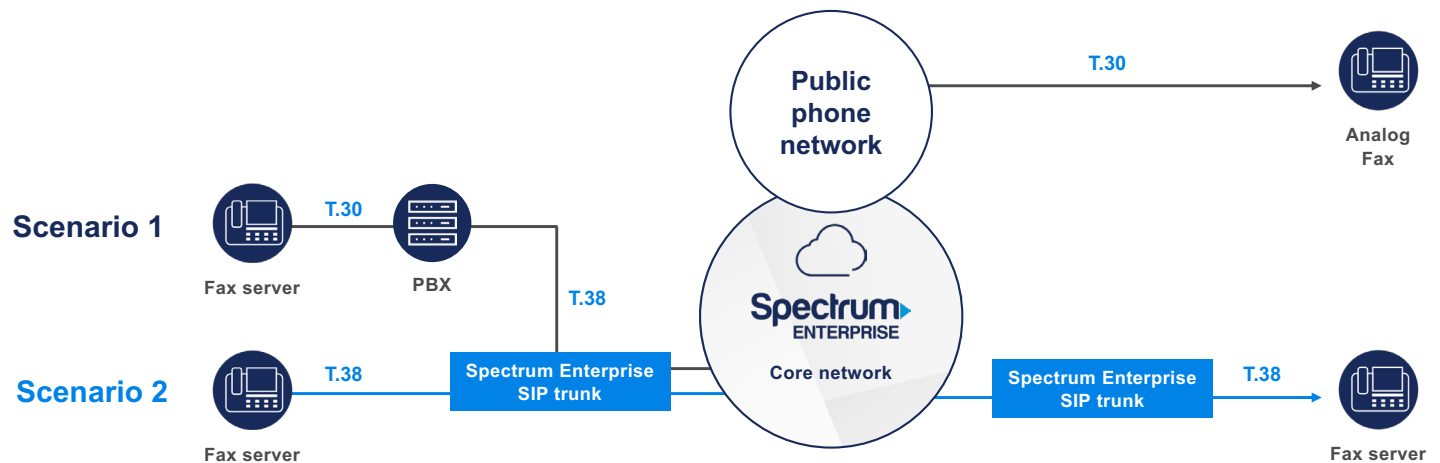 Public
phone
network
T.30
Analog
Fax
Scenario 1
T.30
Fax server
PBX
T.38
Spectrum
ENTERPRISE
Core network
Scenario 2
T.38
Fax server
Spectrum Enterprise
SIP trunk
Spectrum Enterprise
SIP trunk
T.38
Fax server